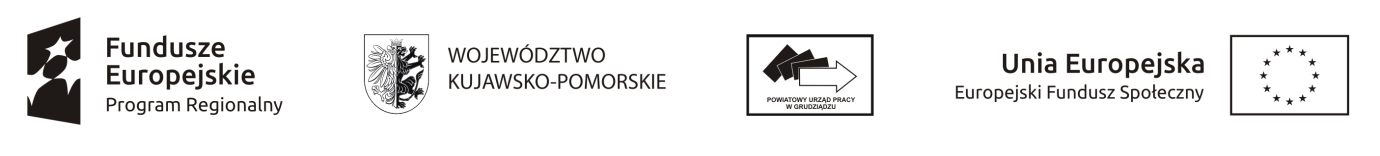 Fundusze
Europejskie
Program Regionalny
WOJEWÓDZTWO
KUJAWSKO-POMORSKIE
POWIATOWY URZĄD PRACY
W GRUDZIĄDZU
Unia Europejska
Europejski Fundusz Społeczny